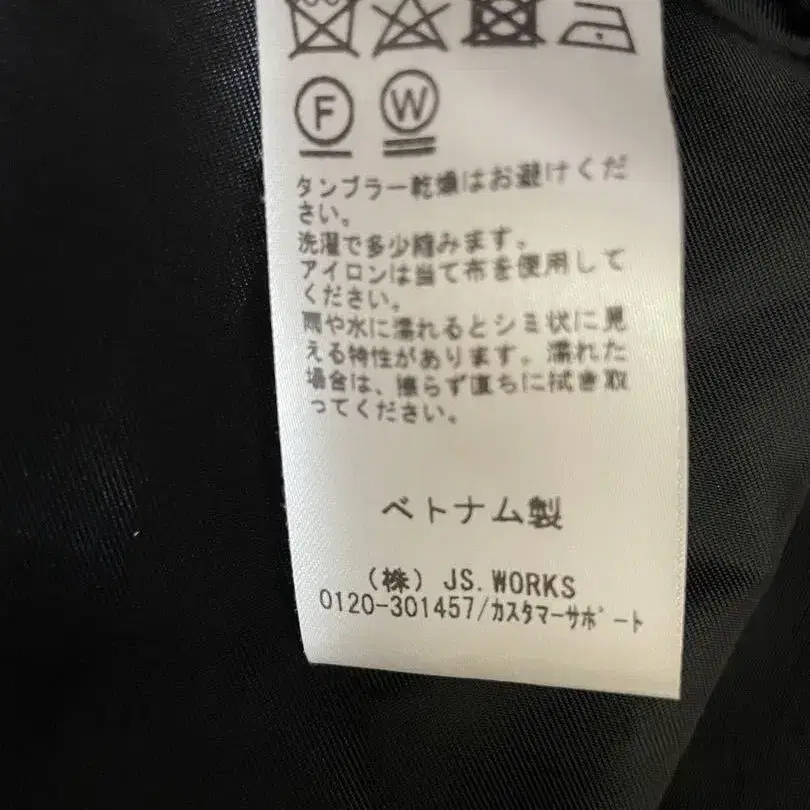 F W
タンブラー乾燥はお避けくだ
さい。
洗濯で多少縮みます。
アイロンは当て布を使用して
ください。
雨や水に濡れるとシミ状に見
える特性があります。濡れた
場合は、擦らず直ちに拭き取
ってください。
ベトナム製
(株) JS.WORKS
0120-301457/カスタマーサポート